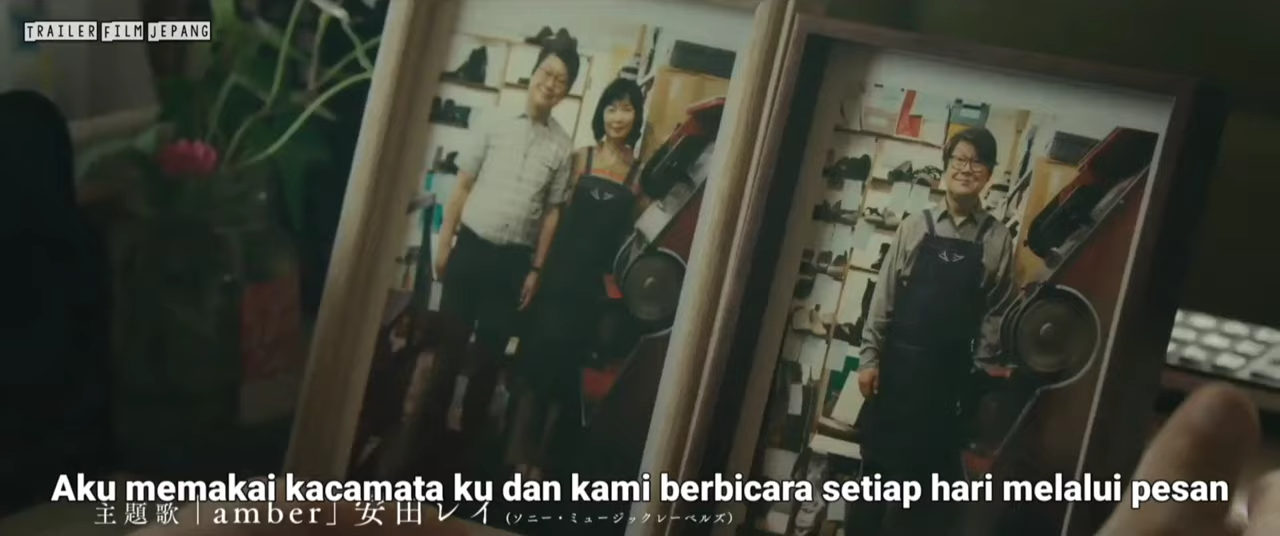 TRAILER FILM JEPANG
Aku memakai kacamata ku dan kami berbicara setiap hari melalui pesan
主題歌「amber」安田レイ(ソニー・ミュージックレーベルズ)